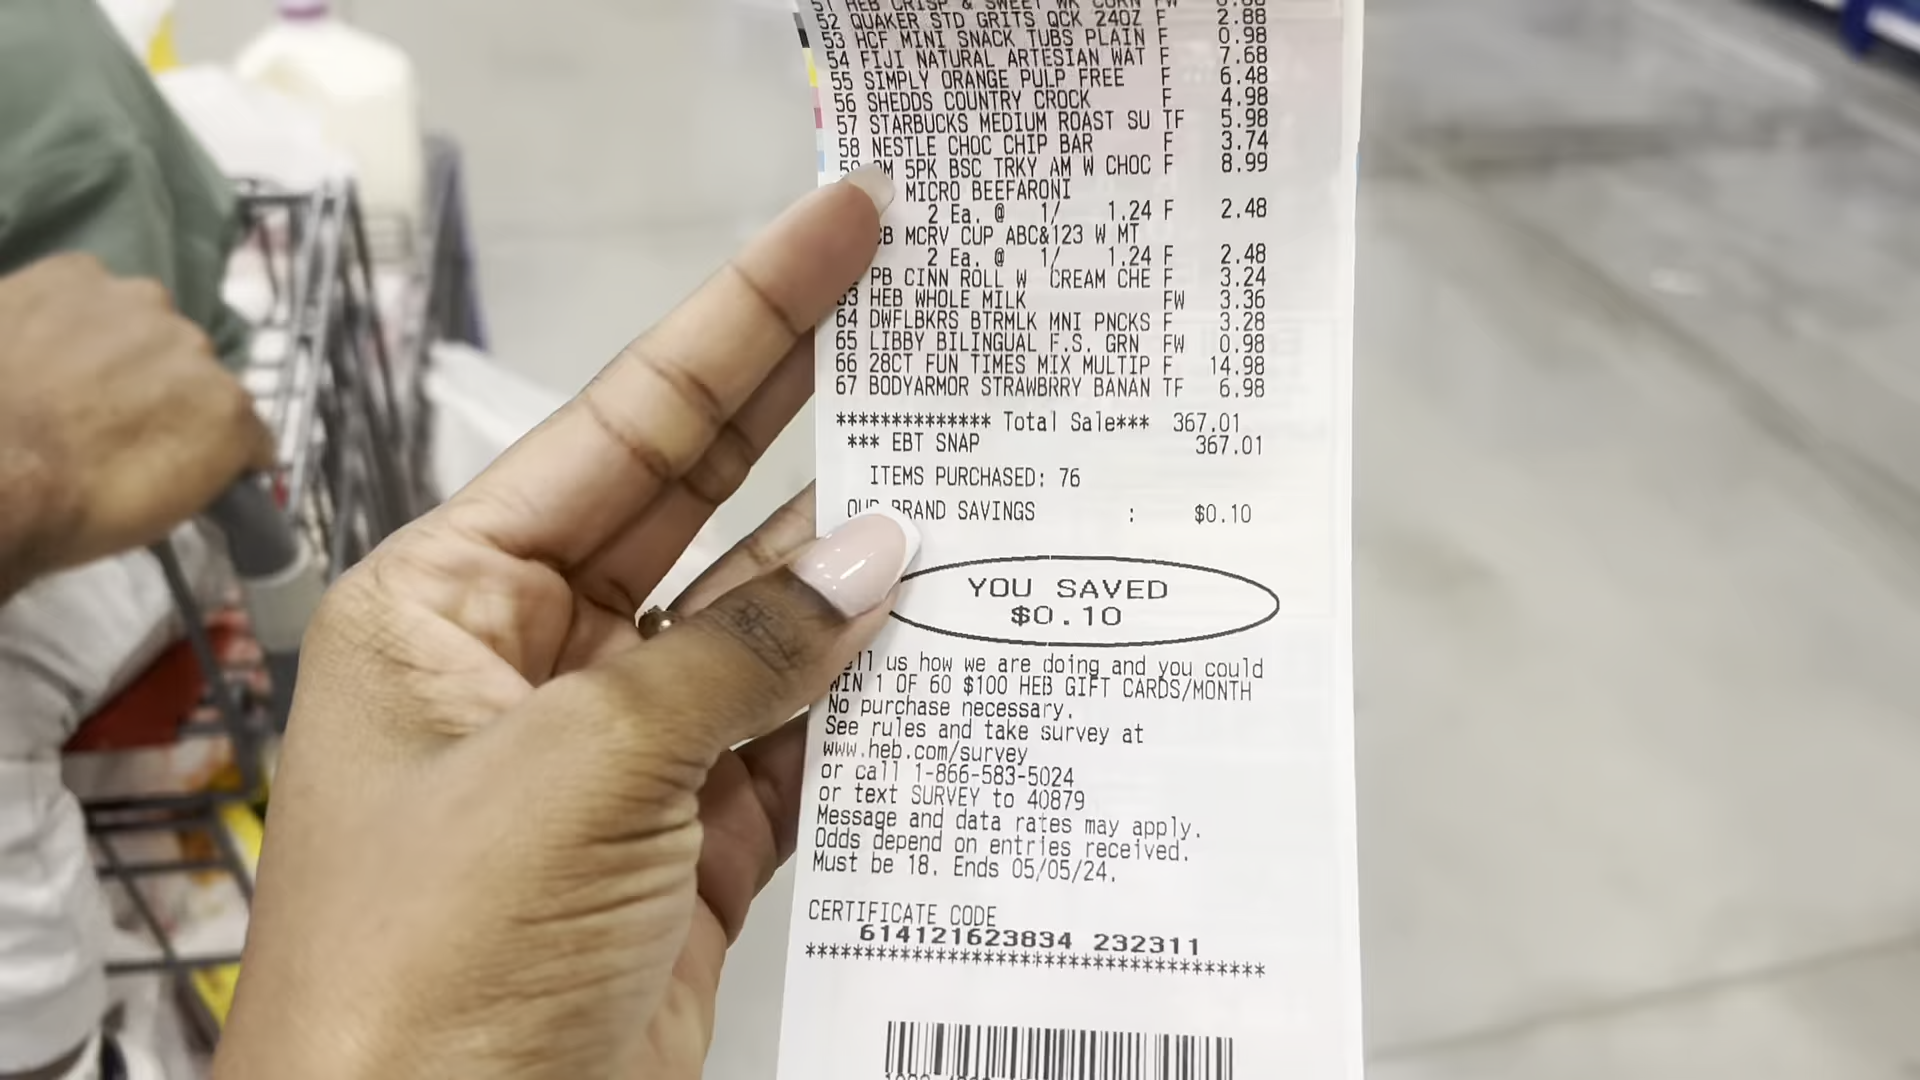 51 HEB CRISP & SWEET WK CORN FW
52 QUAKER STD GRITS QCK 24OZ F 2.88
53 HCF MINI SNACK TUBS PLAIN F 0.98
54 FIJI NATURAL ARTESIAN WAT F 7.68
55 SIMPLY ORANGE PULP FREE F 6.48
56 SHEDDS COUNTRY CROCK F 4.98
57 STARBUCKS MEDIUM ROAST SU TF 5.98
58 NESTLE CHOC CHIP BAR F 3.74
5PK BSC TRKY AM W CHOC F 8.99
MICRO BEEFARONI
2 Ea. @ 1/ 1.24 F 2.48
MCRV CUP ABC&123 W MT
2 Ea. @ 1/ 1.24 F 2.48
PB CINN ROLL W CREAM CHE F 3.24
HEB WHOLE MILK FW 3.36
64 DWFLBKRS BTRMLK MNI PNCKS F 3.28
65 LIBBY BILINGUAL F.S. GRN FW 0.98
66 28CT FUN TIMES MIX MULTIP F 14.98
67 BODYARMOR STRAWBRRY BANAN TF 6.98
************** Total Sale*** 367.01
*** EBT SNAP 367.01
ITEMS PURCHASED: 76
BRAND SAVINGS : $0.10
YOU SAVED
$0.10
us how we are doing and you could
WIN 1 OF 60 $100 HEB GIFT CARDS/MONTH
No purchase necessary.
See rules and take survey at
www.heb.com/survey
or call 1-866-583-5024
or text SURVEY to 40879
Message and data rates may apply.
Odds depend on entries received.
Must be 18. Ends 05/05/24.
CERTIFICATE CODE
614121623834 232311
*****************************************